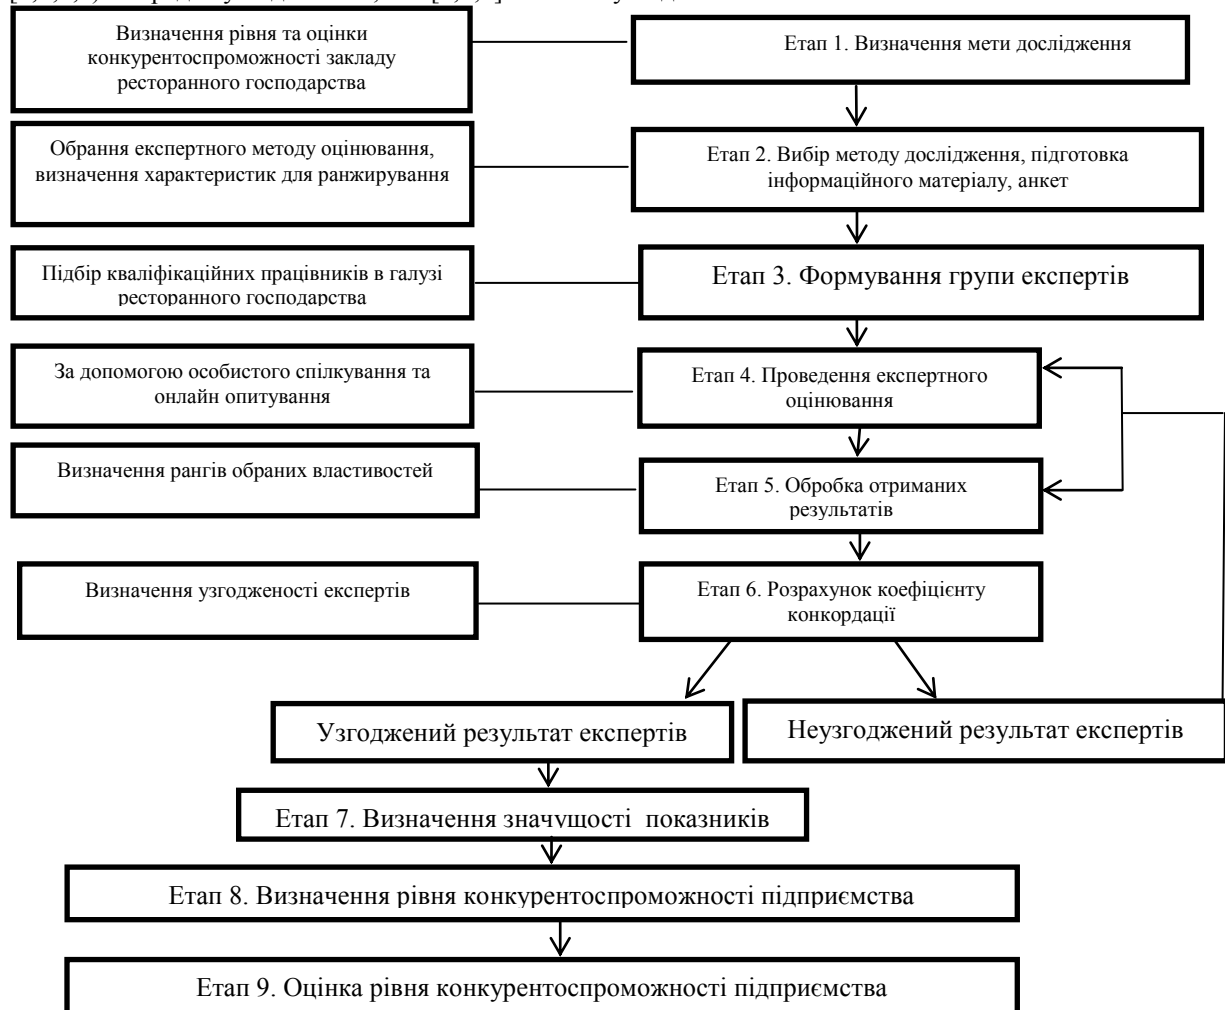 Визначення рівня та оцінки
конкурентоспроможності закладу
ресторанного господарства
Етап 1. Визначення мети дослідження
Обрання експертного методу оцінювання,
визначення характеристик для ранжирування
Етап 2. Вибір методу дослідження, підготовка
інформаційного матеріалу, анкет
Підбір кваліфікаційних працівників в галузі
ресторанного господарства
Етап 3. Формування групи експертів
За допомогою особистого спілкування та
онлайн опитування
Етап 4. Проведення експертного
оцінювання
Визначення рангів обраних властивостей
Етап 5. Обробка отриманих
результатів
Визначення узгодженості експертів
Етап 6. Розрахунок коефіцієнту
конкордації
Узгоджений результат експертів
Неузгоджений результат експертів
Етап 7. Визначення значущості показників
Етап 8. Визначення рівня конкурентоспроможності підприємства
Етап 9. Оцінка рівня конкурентоспроможності підприємства